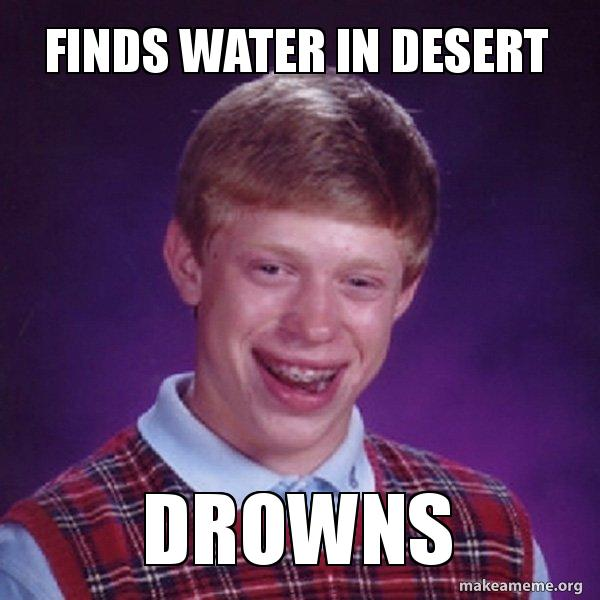 FINDS WATER IN DESERT
DROWNS
makeameme.org